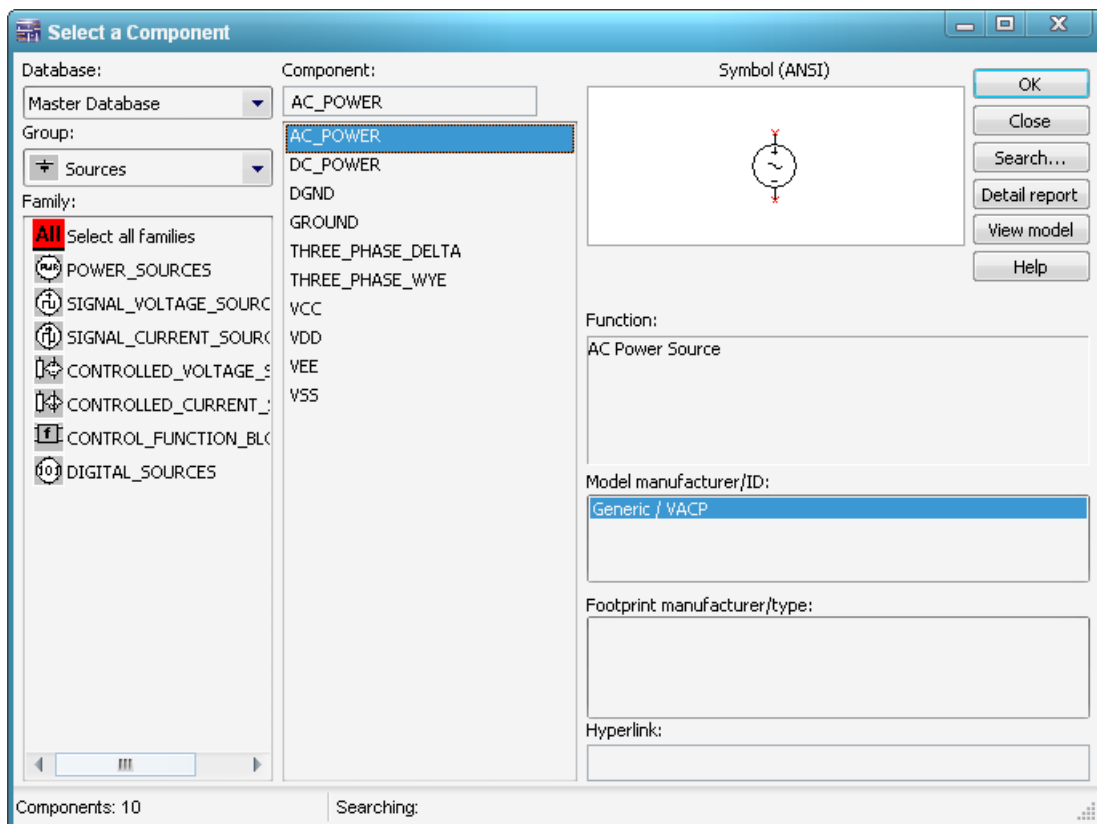 Select a Component
Database:
Master Database
Group:
Sources
Family:
All Select all families
POWER_SOURCES
SIGNAL_VOLTAGE_SOURC
SIGNAL_CURRENT_SOUR
CONTROLLED_VOLTAGE_S
CONTROLLED_CURRENT_
CONTROL_FUNCTION_BL
DIGITAL_SOURCES
Component:
AC_POWER
AC_POWER
DC_POWER
DGND
GROUND
THREE_PHASE_DELTA
THREE_PHASE_WYE
VCC
VDD
VEE
VSS
Symbol (ANSI)
Function:
AC Power Source
Model manufacturer/ID:
Generic / VACP
Footprint manufacturer/type:
Hyperlink:
OK
Close
Search...
Detail report
View model
Help
Components: 10
Searching: